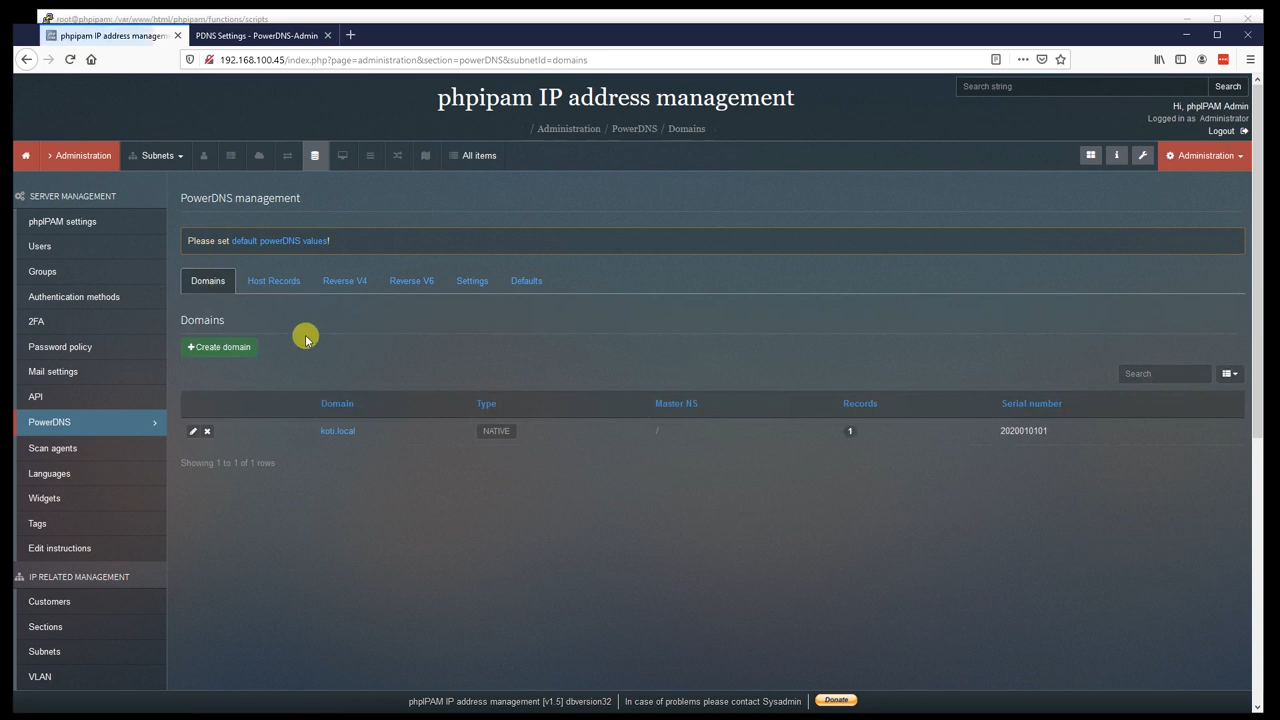 root@phpipam: /var/www/html/phpipam/functions/scripts
phpipam IP address managem
PDNS Settings - PowerDNS-Admin
192.168.100.45/index.php?page=administration&section=powerDNS&subnetId=domains
phpipam IP address management
Search string
Search
Hi, phpIPAM Admin
/ Administration / PowerDNS / Domains
Logged in as Administrator
Logout
Administration
Subnets
All items
Administration
SERVER MANAGEMENT
phpIPAM settings
Users
Groups
Authentication methods
2FA
Password policy
Mail settings
API
PowerDNS
Scan agents
Languages
Widgets
Tags
Edit instructions
IP RELATED MANAGEMENT
Customers
Sections
Subnets
VLAN
PowerDNS management
Please set default powerDNS values!
Domains Host Records Reverse V4 Reverse V6 Settings Defaults
Domains
Create domain
Search
Domain Type Master NS Records Serial number
koti.local NATIVE / 1 2020010101
Showing 1 to 1 of 1 rows
phpIPAM IP address management [v1.5] dbversion32 In case of problems please contact Sysadmin Donate